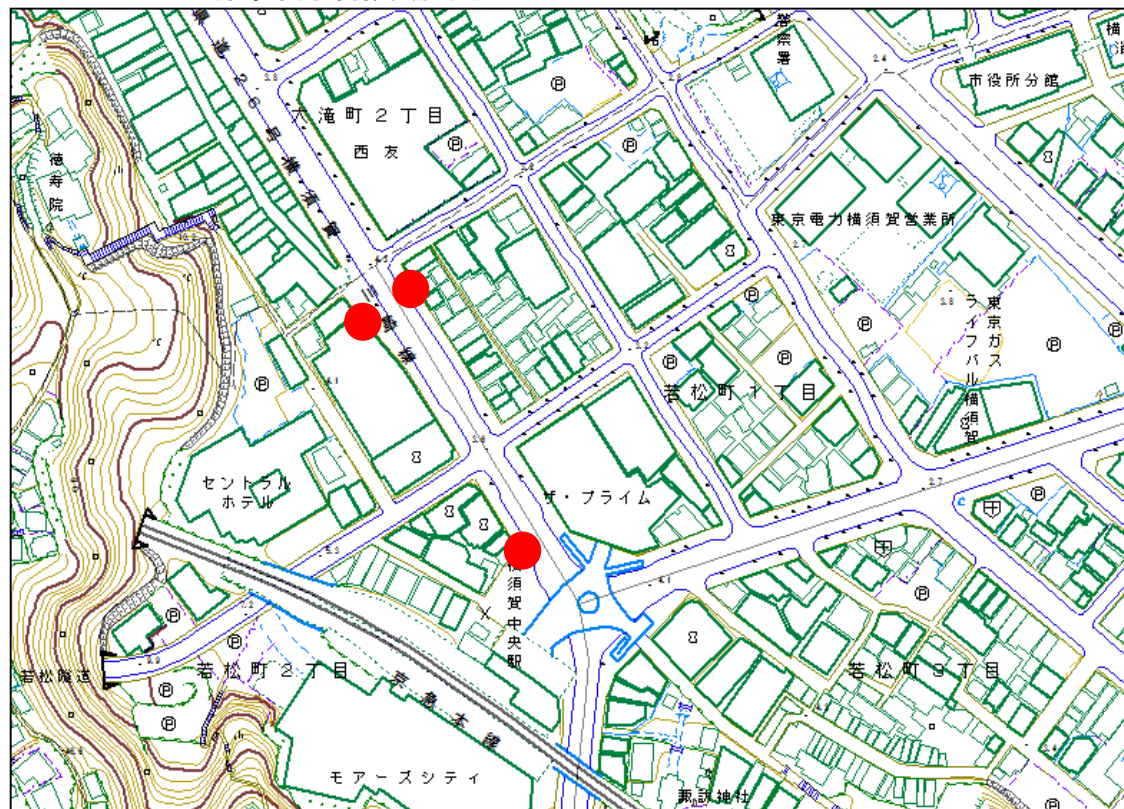 県道26号横須賀
三崎線
警察署
市役所分館
大滝町2丁目
西友
徳寿院
東京電力横須賀営業所
東京ガス
ライフバル横須賀
若松町1丁目
セントラル
ホテル
ザ・プライム
横須賀中央駅
若松隧道
若松町2丁目
若松町3丁目
京急本線
モアーズシティ
諏訪神社